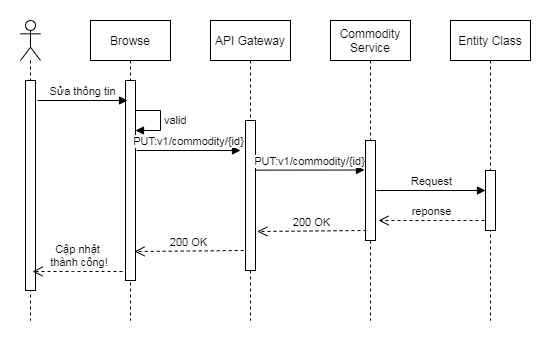 Browse
API Gateway
Commodity
Service
Entity Class
Sửa thông tin
valid
PUT:v1/commodity/{id}
PUT:v1/commodity/{id}
Request
reponse
200 OK
200 OK
Cập nhât
thành công!